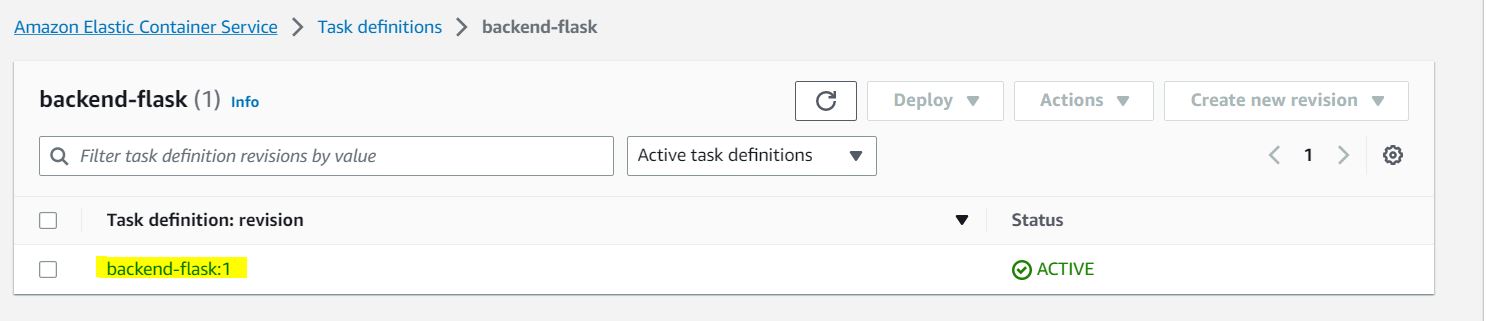 Amazon Elastic Container Service > Task definitions > backend-flask
backend-flask (1) Info
Deploy Actions Create new revision
Filter task definition revisions by value
Active task definitions
1
Task definition: revision Status
backend-flask:1 ACTIVE